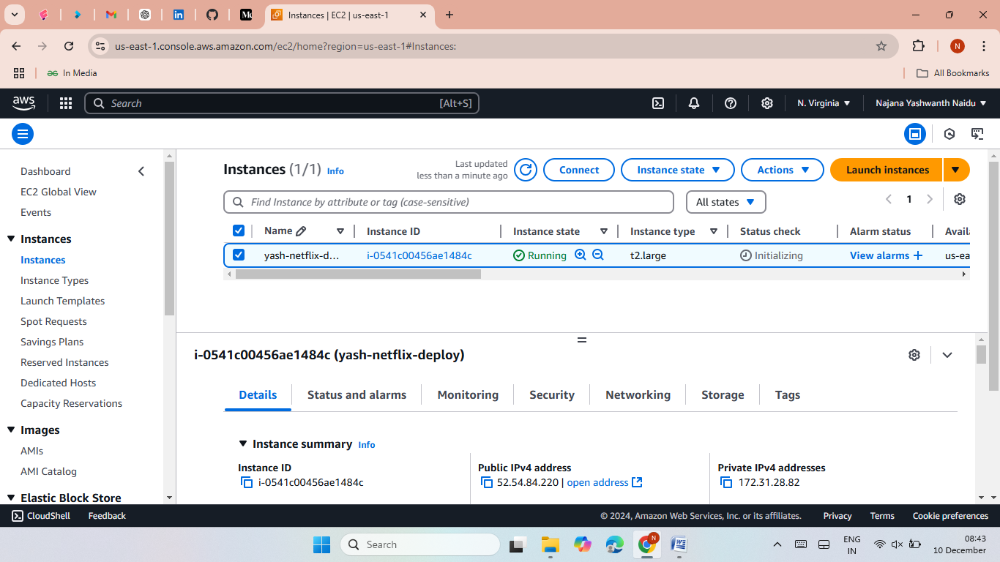 Instances | EC2 | us-east-1
us-east-1.console.aws.amazon.com/ec2/home?region=us-east-1#Instances:
N
In Media
All Bookmarks
aws
Search
[Alt+S]
N. Virginia
Najana Yashwanth Naidu
Dashboard
EC2 Global View
Events
Instances
Instances
Instance Types
Launch Templates
Spot Requests
Savings Plans
Reserved Instances
Dedicated Hosts
Capacity Reservations
Images
AMIs
AMI Catalog
Elastic Block Store
Instances (1/1) Info
Last updated
less than a minute ago
Connect
Instance state
Actions
Launch instances
Find Instance by attribute or tag (case-sensitive)
All states
1
Name Instance ID Instance state Instance type Status check Alarm status Availa
yash-netflix-d... i-0541c00456ae1484c Running t2.large Initializing View alarms + us-ea
i-0541c00456ae1484c (yash-netflix-deploy)
Details Status and alarms Monitoring Security Networking Storage Tags
Instance summary Info
Instance ID
i-0541c00456ae1484c
Public IPv4 address
52.54.84.220 | open address
Private IPv4 addresses
172.31.28.82
CloudShell Feedback © 2024, Amazon Web Services, Inc. or its affiliates. Privacy Terms Cookie preferences
Search
N
ENG
IN
08:43
10 December